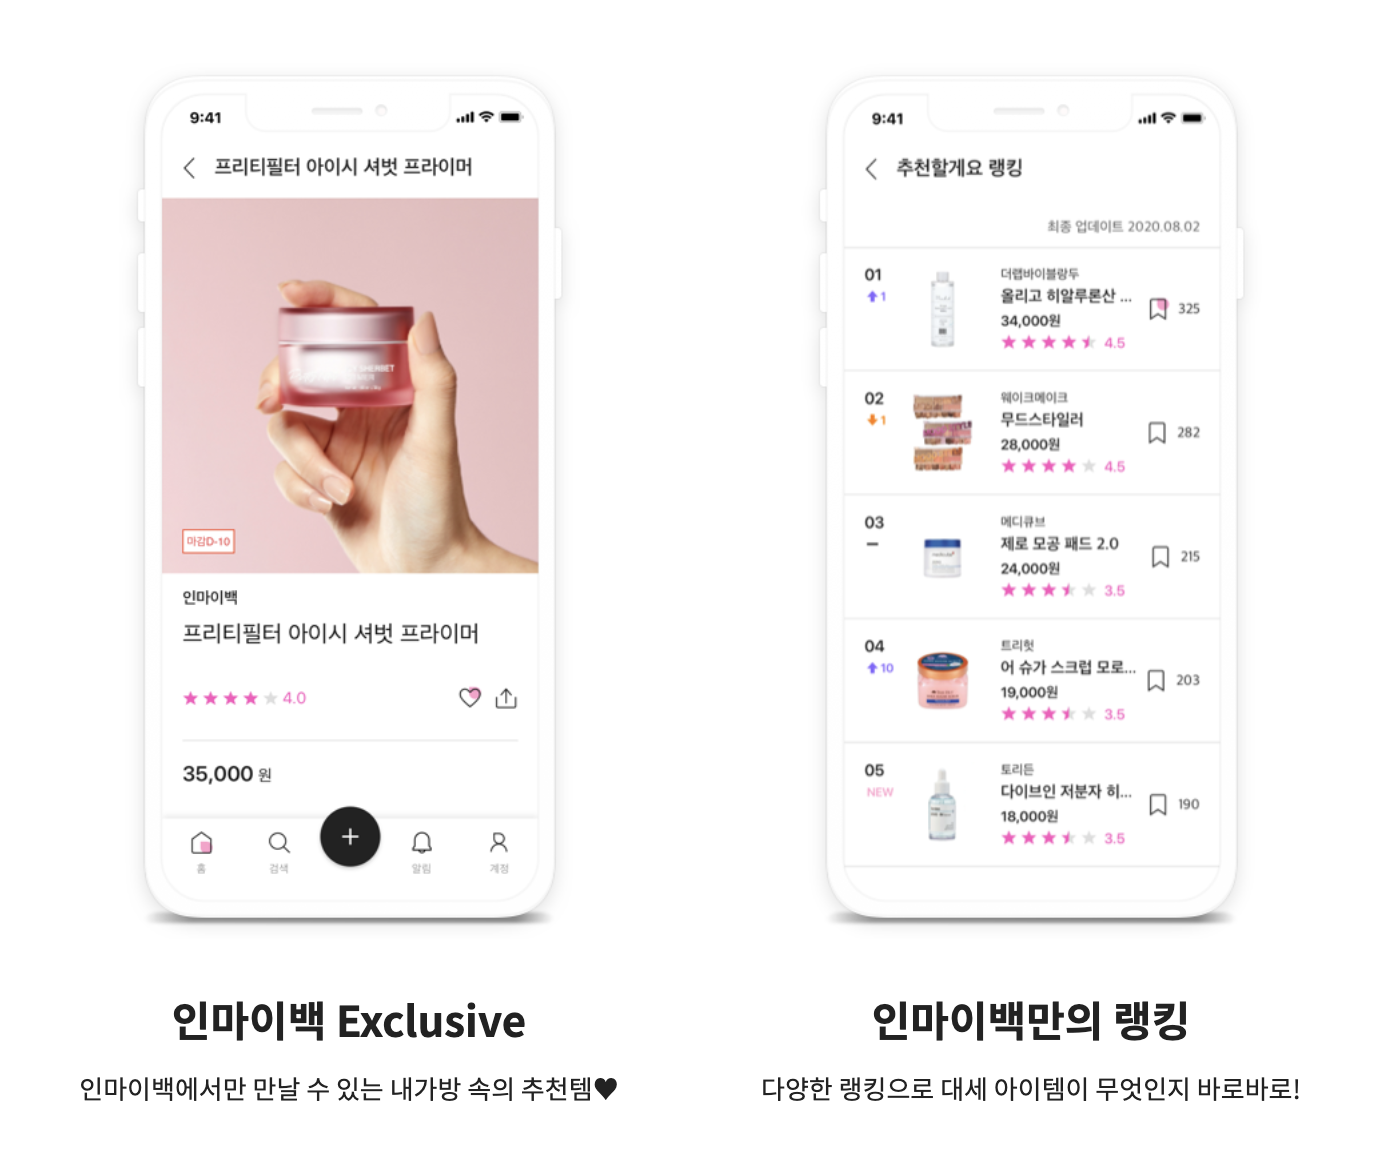 9:41
프리티필터 아이시 셔벗 프라이머
마감D-10
인마이백
프리티필터 아이시 셔벗 프라이머
4.0
35,000 원
홈
검색
+
알림
계정
인마이백 Exclusive
인마이백에서만 만날 수 있는 내가방 속의 추천템♥
9:41
추천할게요 랭킹
최종 업데이트 2020.08.02
01
1
더랩바이블랑두
올리고 히알루론산 ...
34,000원
4.5
325
02
1
웨이크메이크
무드스타일러
28,000원
4.5
282
03
–
메디큐브
제로 모공 패드 2.0
24,000원
3.5
215
04
10
트리헛
어 슈가 스크럽 모로...
19,000원
3.5
203
05
NEW
토리든
다이브인 저분자 히...
18,000원
3.5
190
인마이백만의 랭킹
다양한 랭킹으로 대세 아이템이 무엇인지 바로바로!